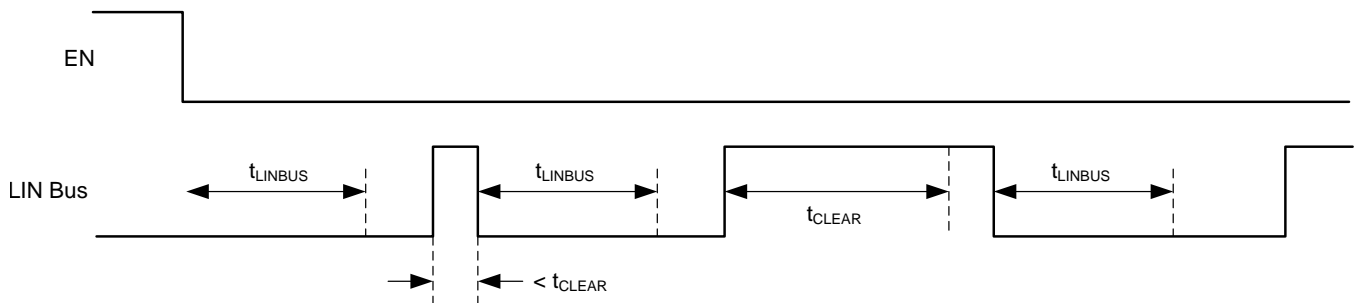 EN
LIN Bus
tLINBUS
tLINBUS
tCLEAR
tLINBUS
< tCLEAR